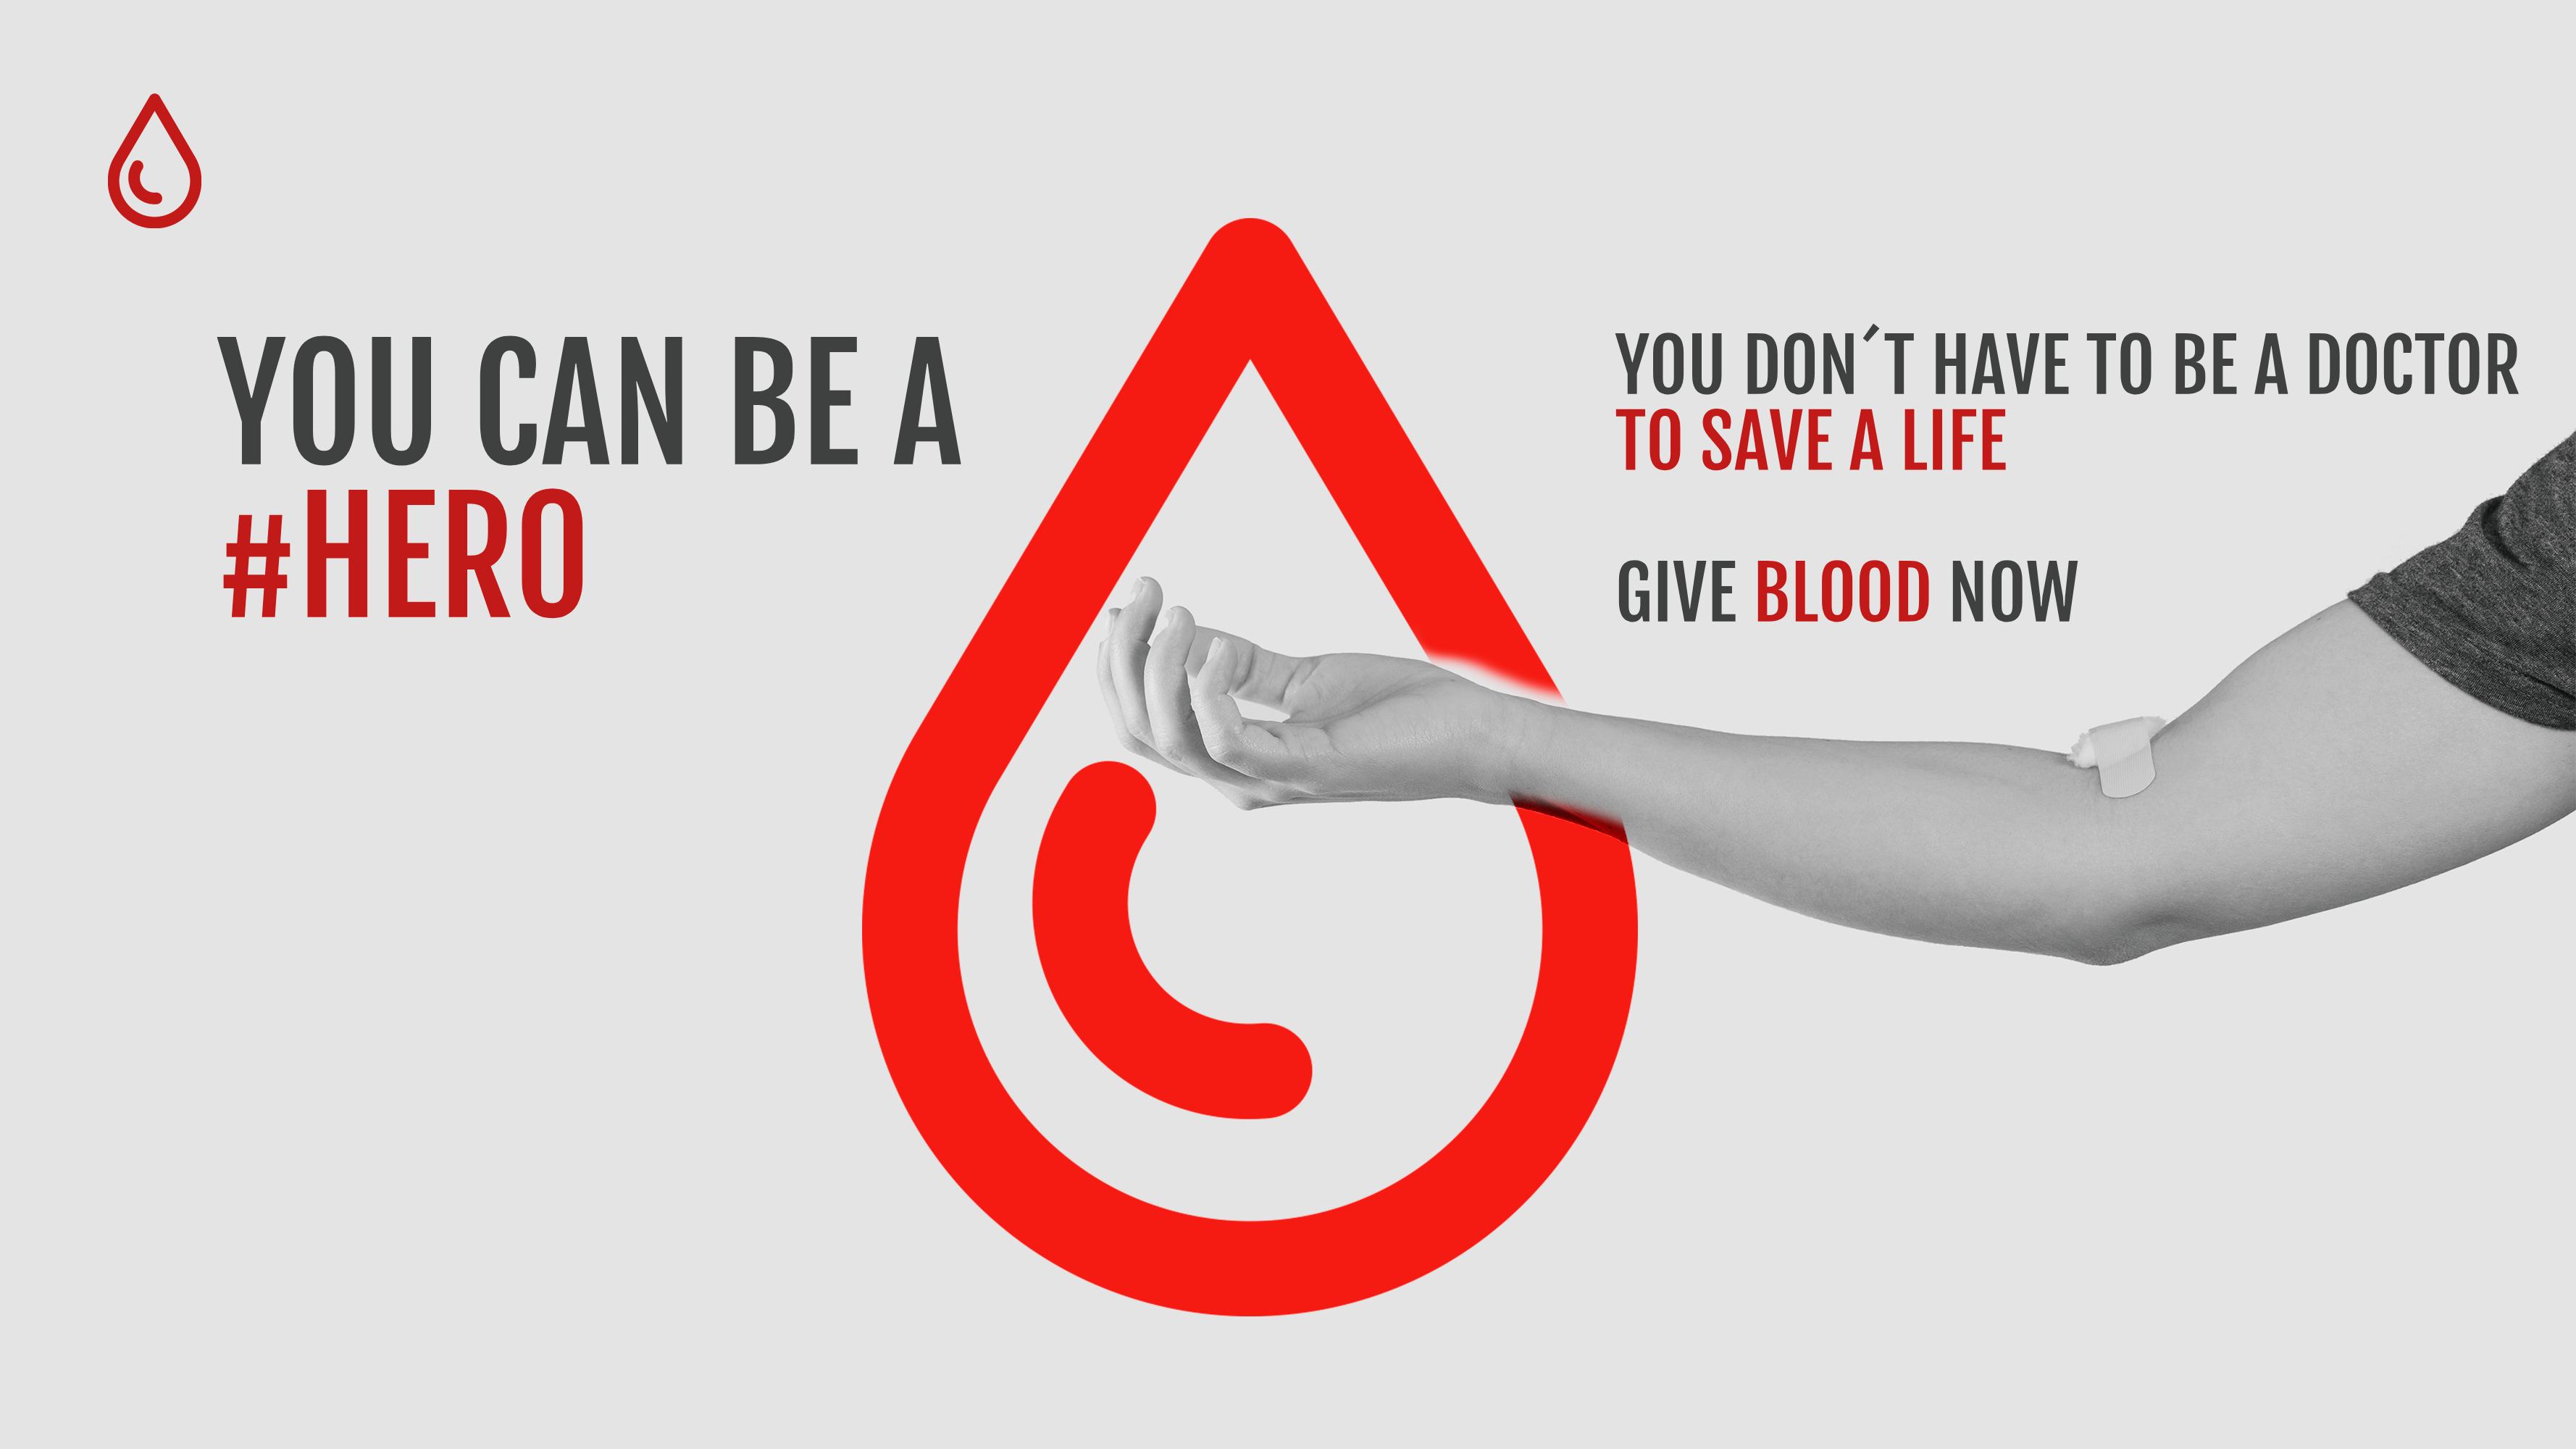 YOU CAN BE A
#HERO
YOU DON´T HAVE TO BE A DOCTOR
TO SAVE A LIFE
GIVE BLOOD NOW